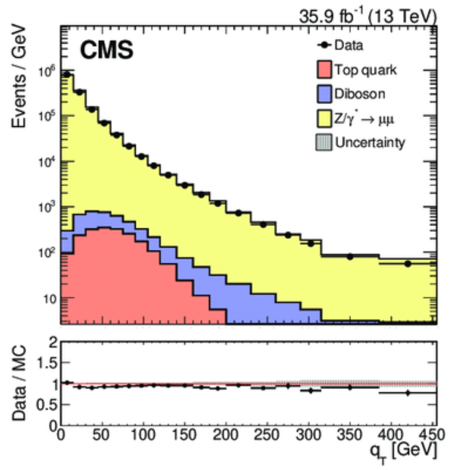 35.9 fb⁻¹ (13 TeV)
CMS
Data
Top quark
Diboson
Z/γ* → μμ
Uncertainty
Events / GeV
10⁶
10⁵
10⁴
10³
10²
10
Data / MC
2
1.5
1
0.5
0
0 50 100 150 200 250 300 350 400 450
q_T [GeV]